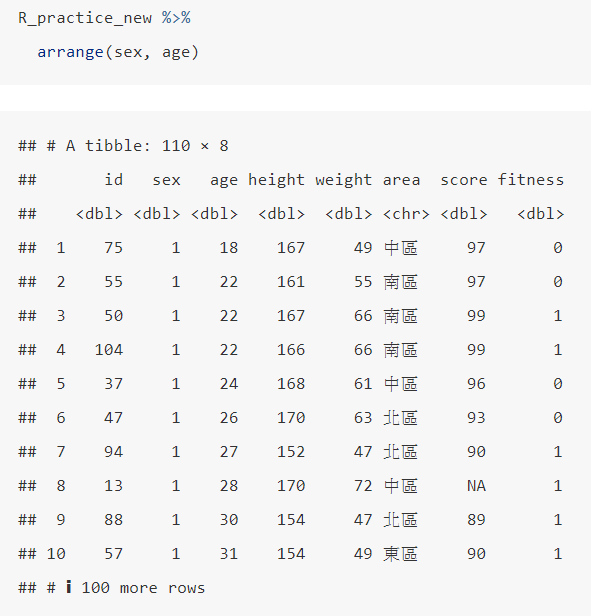 R_practice_new %>%
  arrange(sex, age)
## # A tibble: 110 × 8
##       id   sex   age height weight area  score fitness
##    <dbl> <dbl> <dbl>  <dbl>  <dbl> <chr> <dbl>   <dbl>
##  1    75     1    18    167     49 中區     97       0
##  2    55     1    22    161     55 南區     97       0
##  3    50     1    22    167     66 南區     99       1
##  4   104     1    22    166     66 南區     99       1
##  5    37     1    24    168     61 中區     96       0
##  6    47     1    26    170     63 北區     93       0
##  7    94     1    27    152     47 北區     90       1
##  8    13     1    28    170     72 中區     NA       1
##  9    88     1    30    154     47 北區     89       1
## 10    57     1    31    154     49 東區     90       1
## # ℹ 100 more rows